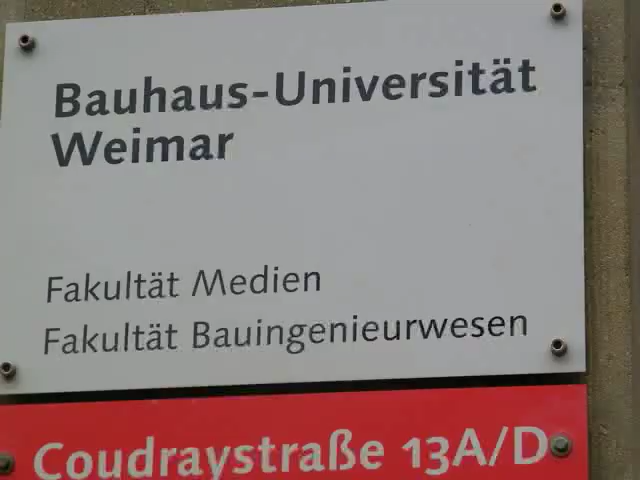 Bauhaus-Universität
Weimar
Fakultät Medien
Fakultät Bauingenieurwesen
Coudraystraße 13A/D